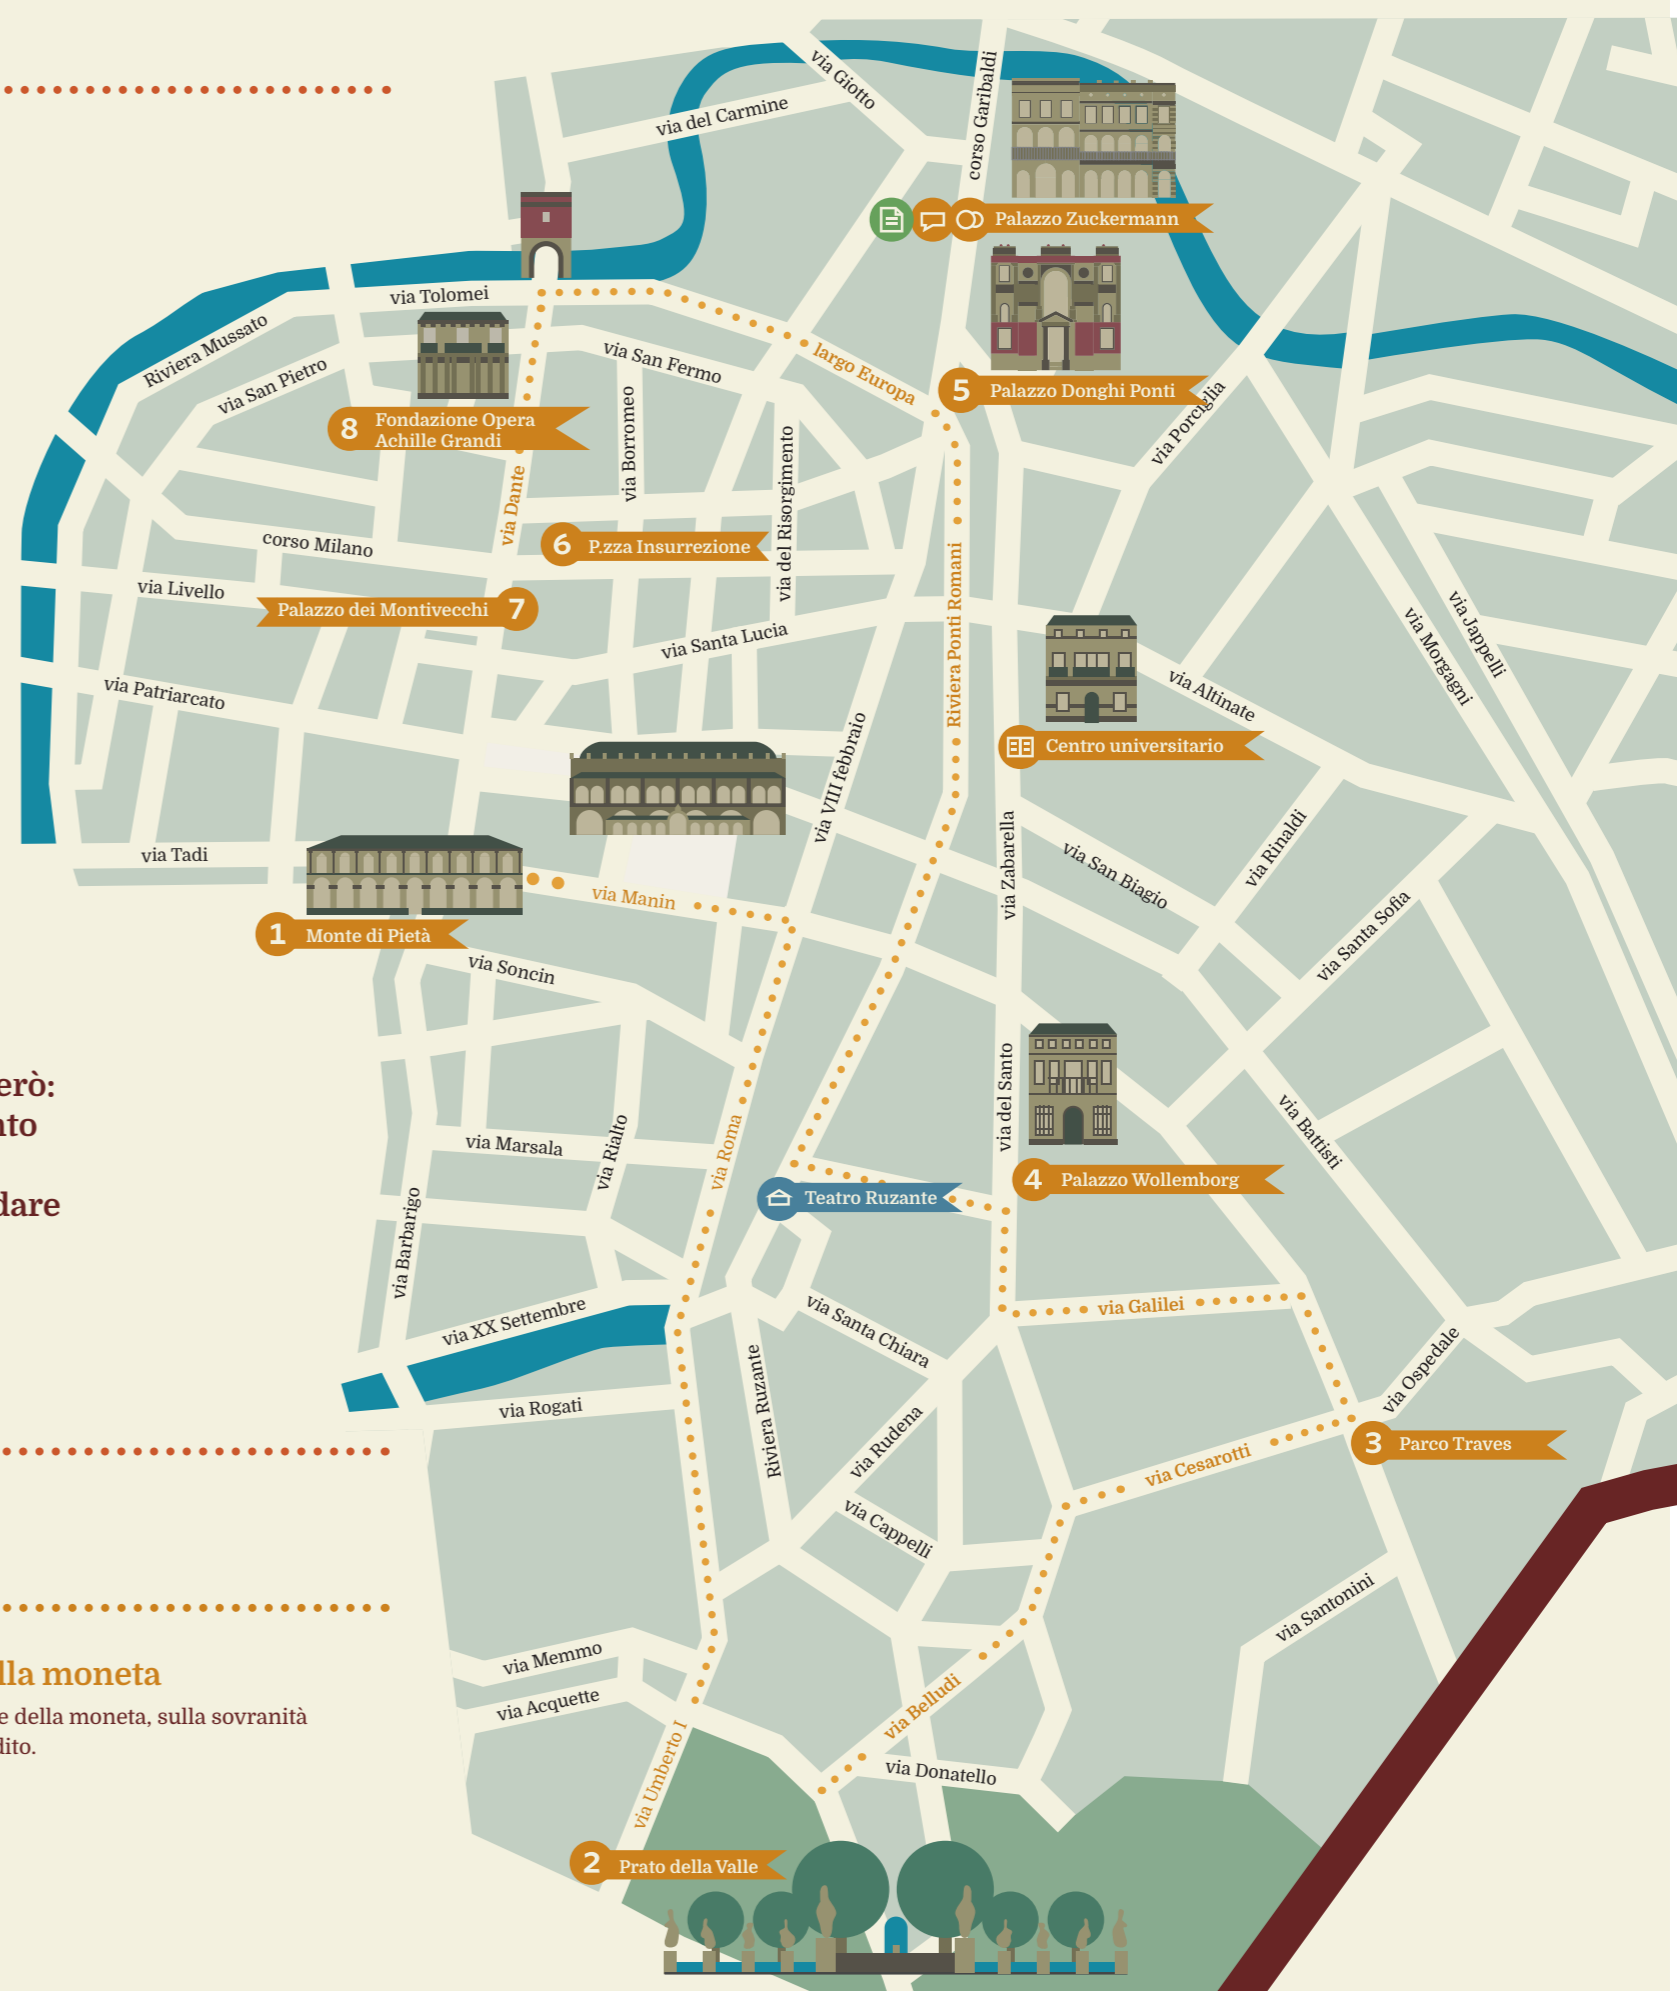 via Giotto
corso Garibaldi
via del Carmine
Palazzo Zuckermann
via Tolomei
Riviera Mussato
via San Pietro
via San Fermo
largo Europa
5 Palazzo Donghi Ponti
via Porciglia
8 Fondazione Opera
Achille Grandi
via Borromeo
via Dante
via del Risorgimento
corso Milano
6 P.zza Insurrezione
via Livello
Palazzo dei Montivecchi 7
Riviera Ponti Romani
via Santa Lucia
via Morgagni
via Jappelli
via Patriarcato
via Altinate
via VIII febbraio
Centro universitario
via Tadi
via Zabarella
via San Biagio
via Rinaldi
via Manin
via Santa Sofia
1 Monte di Pietà
via Soncin
erò:
nto
dare
via del Santo
via Battisti
via Marsala
via Rialto
via Roma
4 Palazzo Wollemborg
Teatro Ruzante
via Barbarigo
via XX Settembre
via Santa Chiara
via Galilei
Riviera Ruzante
via Ospedale
via Rogati
via Rudena
via Cesarotti
3 Parco Traves
via Cappelli
via Santonini
via Memmo
lla moneta
via Acquette
e della moneta, sulla sovranità
dito.
via Belludi
via Umberto I
via Donatello
2 Prato della Valle